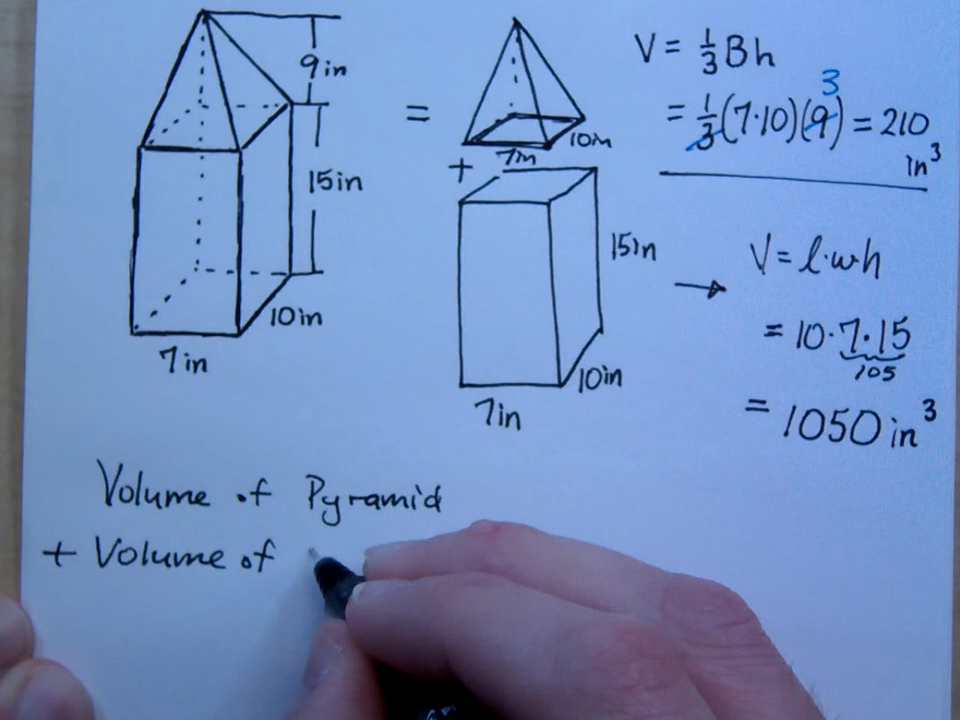 9in
15in
10in
7in
=
+
7in
10in
15in
10in
7in
V = 1/3 Bh
= 1/3 (7·10)(9) = 210 in³
3
→
V = l·w·h
= 10·7·15
105
= 1050 in³
Volume of Pyramid
+ Volume of